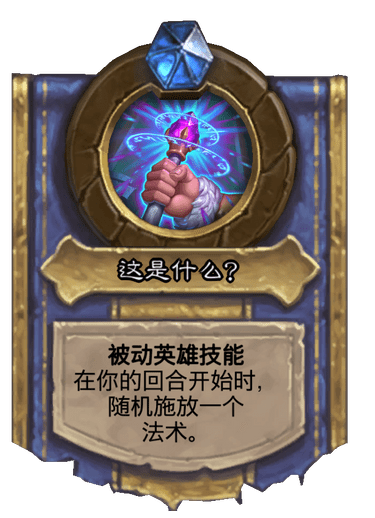 这是什么?
被动英雄技能
在你的回合开始时，
随机施放一个
法术。